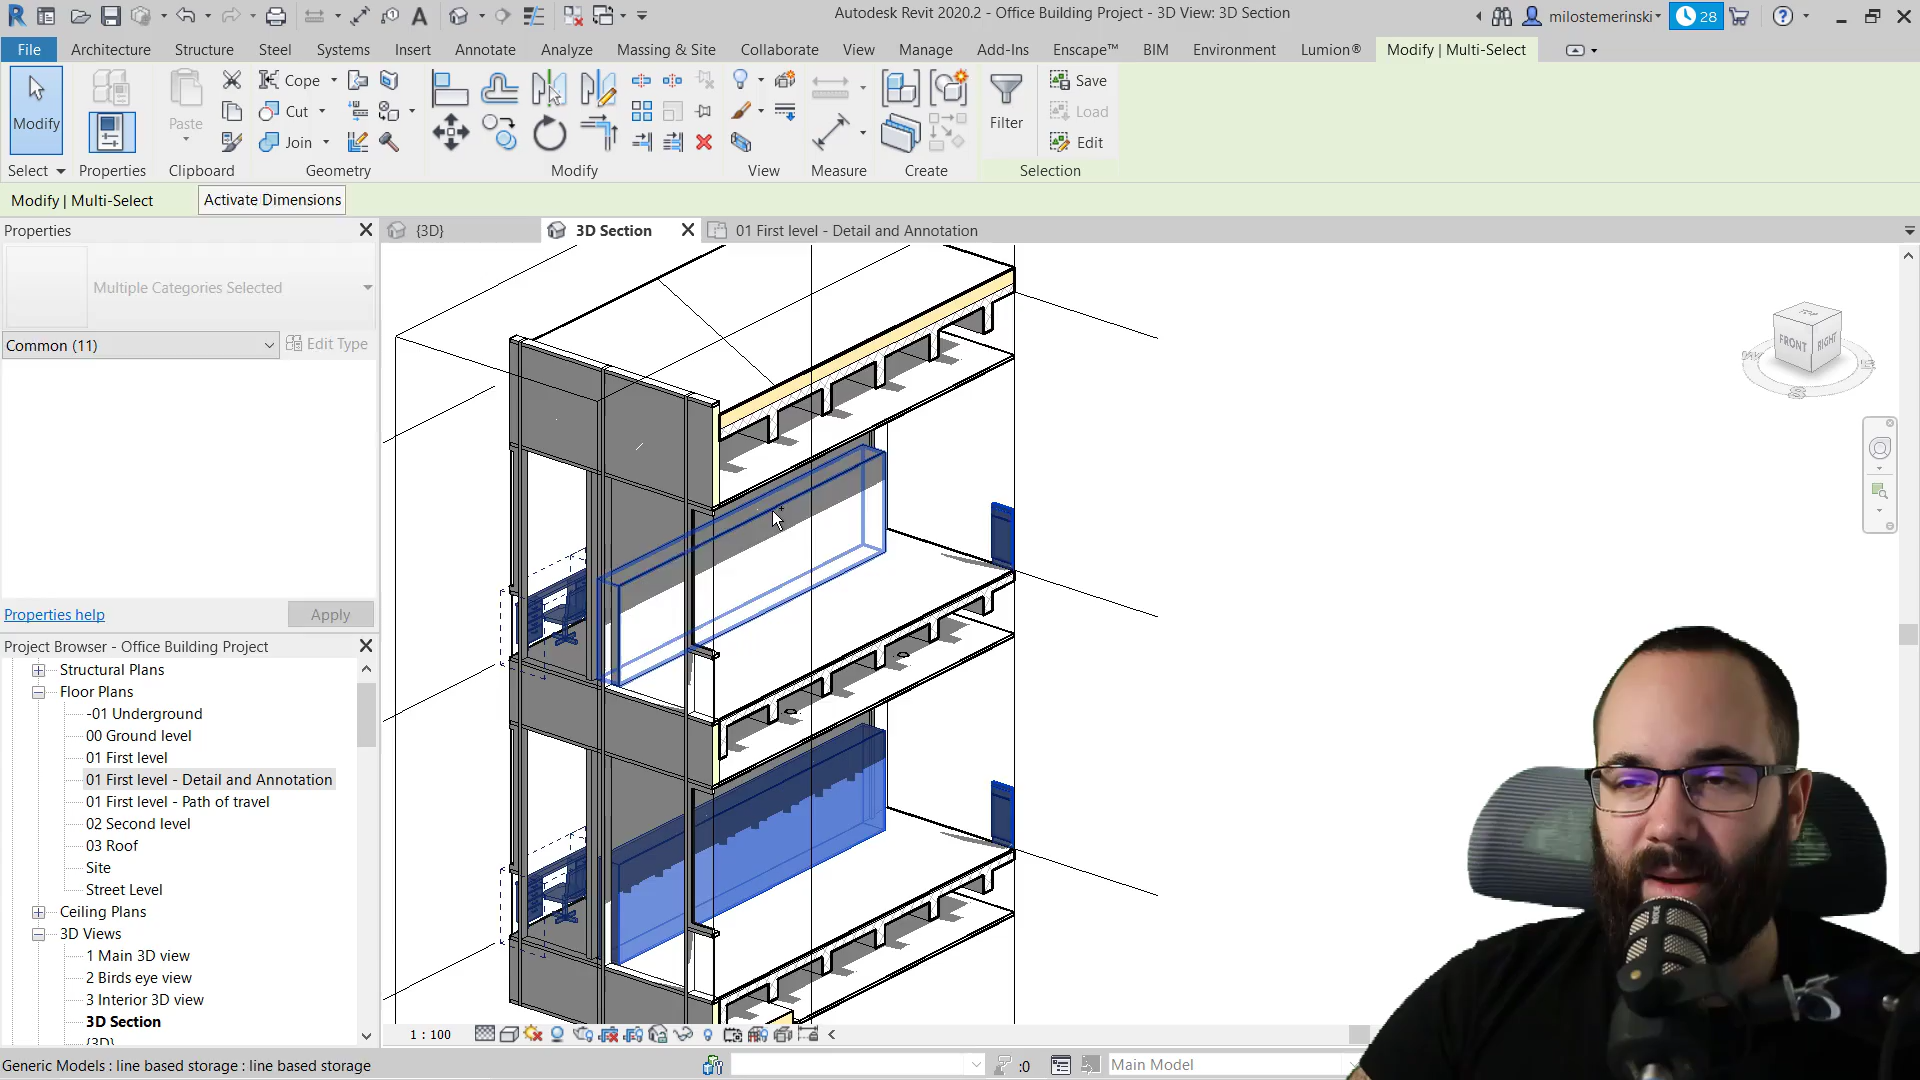 Autodesk Revit 2020.2 - Office Building Project - 3D View: 3D Section
milostemerinski
28
File
Architecture
Structure
Steel
Systems
Insert
Annotate
Analyze
Massing & Site
Collaborate
View
Manage
Add-Ins
Enscape™
BIM
Environment
Lumion®
Modify | Multi-Select
Modify
Paste
Cope
Cut
Join
Filter
Save
Load
Edit
Select
Properties
Clipboard
Geometry
Modify
View
Measure
Create
Selection
Modify | Multi-Select
Activate Dimensions
Properties
{3D}
3D Section
01 First level - Detail and Annotation
Multiple Categories Selected
Common (11)
Edit Type
Properties help
Apply
Project Browser - Office Building Project
Structural Plans
Floor Plans
-01 Underground
00 Ground level
01 First level
01 First level - Detail and Annotation
01 First level - Path of travel
02 Second level
03 Roof
Site
Street Level
Ceiling Plans
3D Views
1 Main 3D view
2 Birds eye view
3 Interior 3D view
3D Section
{3D}
TOP
FRONT
RIGHT
S
1 : 100
Generic Models : line based storage : line based storage
:0
Main Model